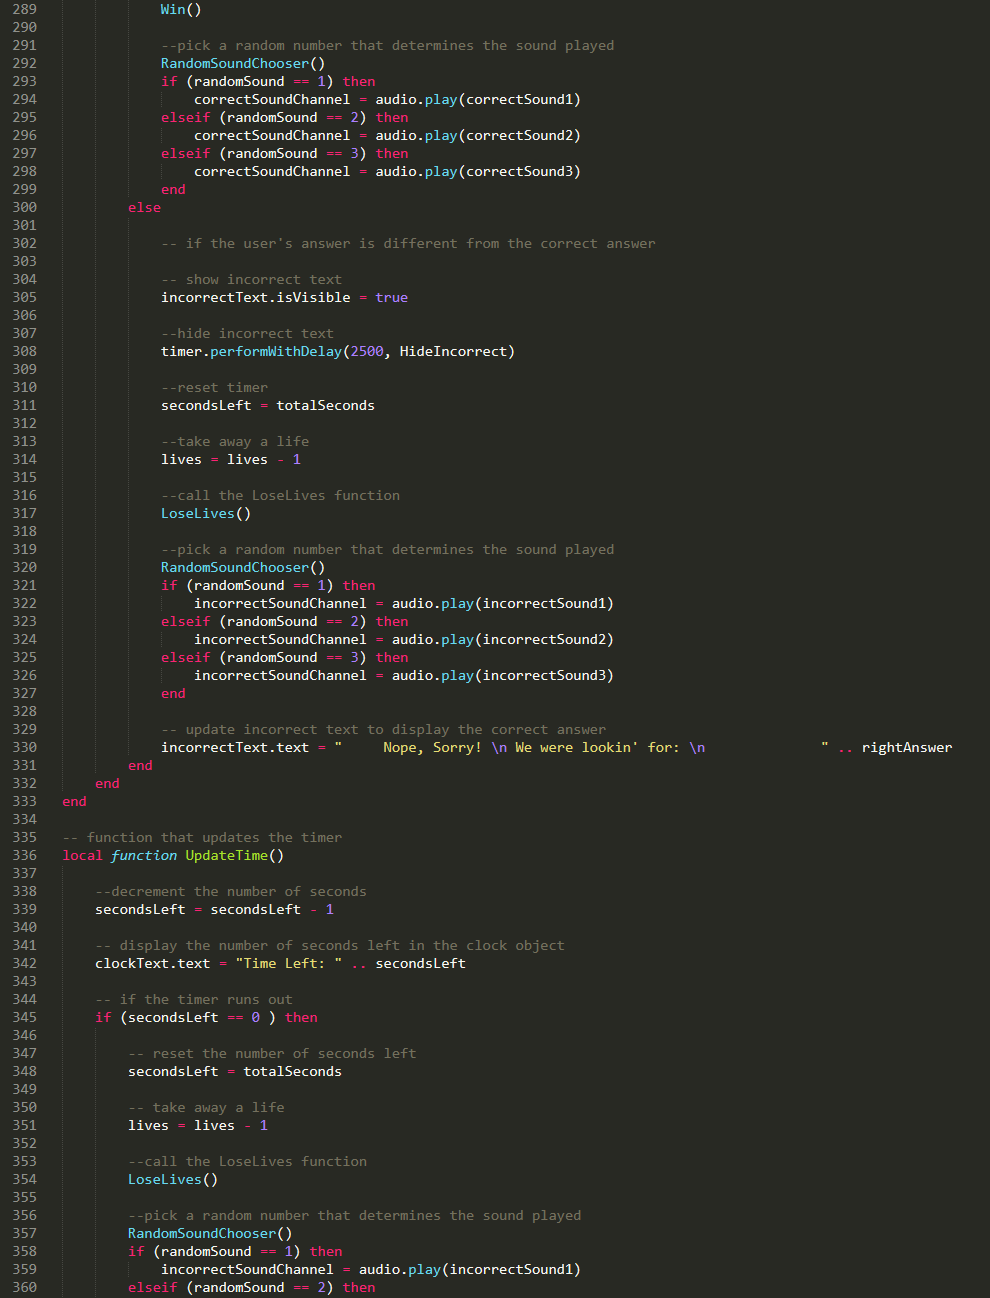 289 Win()
290
291 --pick a random number that determines the sound played
292 RandomSoundChooser()
293 if (randomSound == 1) then
294 correctSoundChannel = audio.play(correctSound1)
295 elseif (randomSound == 2) then
296 correctSoundChannel = audio.play(correctSound2)
297 elseif (randomSound == 3) then
298 correctSoundChannel = audio.play(correctSound3)
299 end
300 else
301
302 -- if the user's answer is different from the correct answer
303
304 -- show incorrect text
305 incorrectText.isVisible = true
306
307 --hide incorrect text
308 timer.performWithDelay(2500, HideIncorrect)
309
310 --reset timer
311 secondsLeft = totalSeconds
312
313 --take away a life
314 lives = lives - 1
315
316 --call the LoseLives function
317 LoseLives()
318
319 --pick a random number that determines the sound played
320 RandomSoundChooser()
321 if (randomSound == 1) then
322 incorrectSoundChannel = audio.play(incorrectSound1)
323 elseif (randomSound == 2) then
324 incorrectSoundChannel = audio.play(incorrectSound2)
325 elseif (randomSound == 3) then
326 incorrectSoundChannel = audio.play(incorrectSound3)
327 end
328
329 -- update incorrect text to display the correct answer
330 incorrectText.text = "     Nope, Sorry! \n We were lookin' for: \n              " .. rightAnswer
331 end
332 end
333 end
334
335 -- function that updates the timer
336 local function UpdateTime()
337
338 --decrement the number of seconds
339 secondsLeft = secondsLeft - 1
340
341 -- display the number of seconds left in the clock object
342 clockText.text = "Time Left: " .. secondsLeft
343
344 -- if the timer runs out
345 if (secondsLeft == 0 ) then
346
347 -- reset the number of seconds left
348 secondsLeft = totalSeconds
349
350 -- take away a life
351 lives = lives - 1
352
353 --call the LoseLives function
354 LoseLives()
355
356 --pick a random number that determines the sound played
357 RandomSoundChooser()
358 if (randomSound == 1) then
359 incorrectSoundChannel = audio.play(incorrectSound1)
360 elseif (randomSound == 2) then